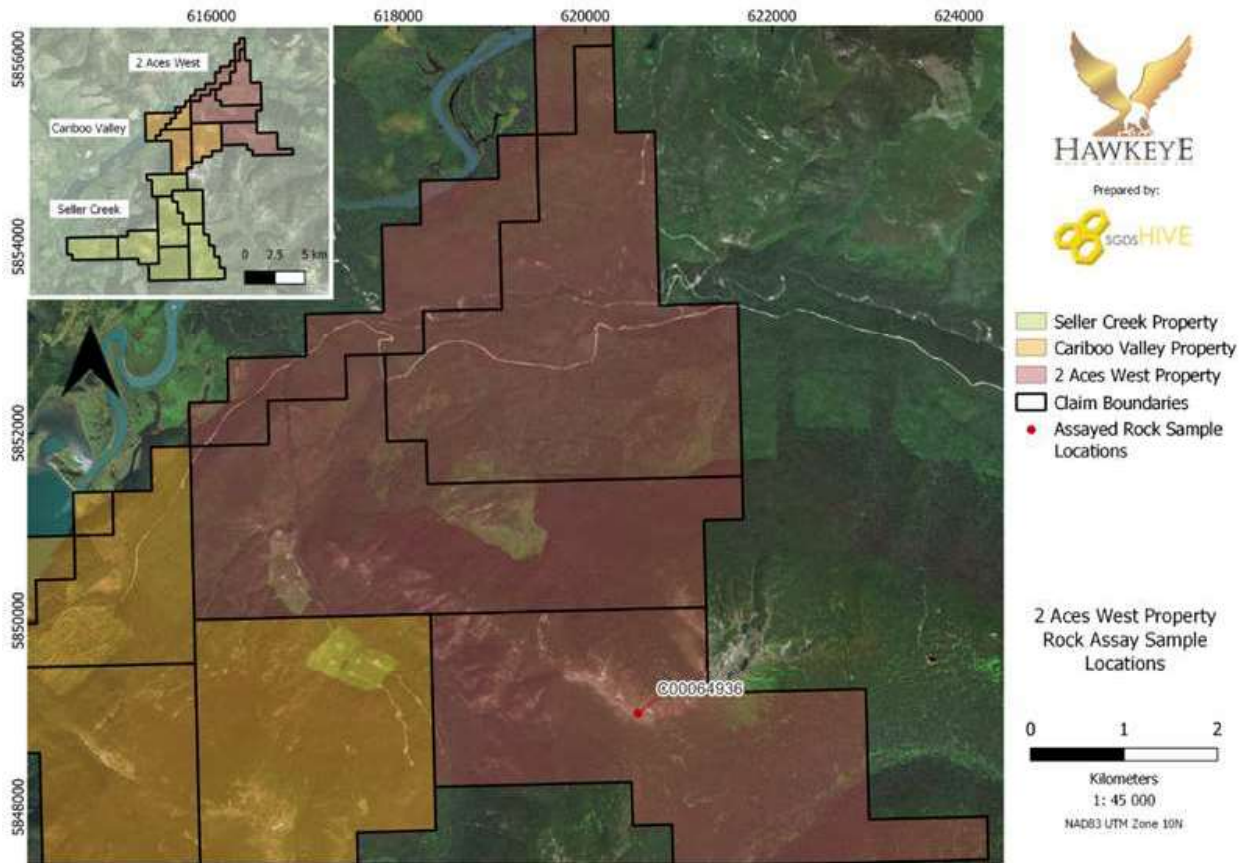 616000 618000 620000 622000 624000
5856000
5854000
5852000
5850000
5848000
2 Aces West
Cariboo Valley
Seller Creek
0 2.5 5 km
C00064936
HAWKEYE
Prepared by:
SGDS HIVE
Seller Creek Property
Cariboo Valley Property
2 Aces West Property
Claim Boundaries
Assayed Rock Sample
Locations
2 Aces West Property
Rock Assay Sample
Locations
0 1 2
Kilometers
1: 45 000
NAD83 UTM Zone 10N